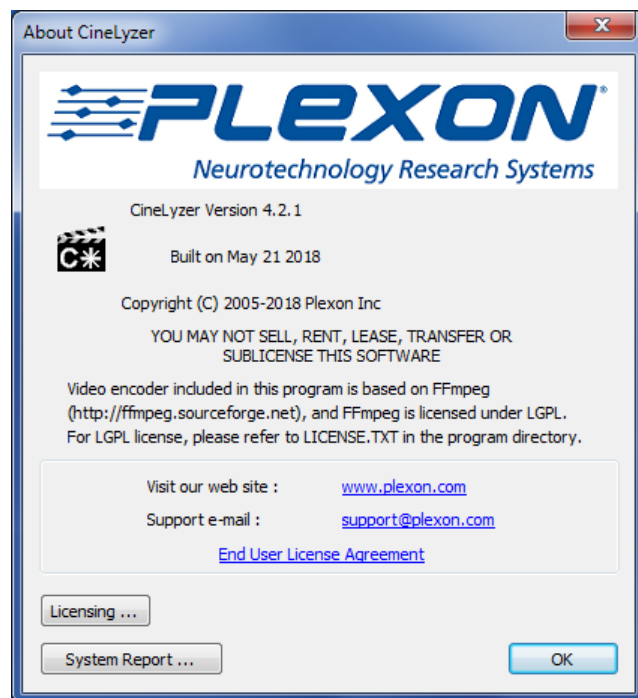 About CineLyzer
PLEXON®
Neurotechnology Research Systems
CineLyzer Version 4.2.1
C*
Built on May 21 2018
Copyright (C) 2005-2018 Plexon Inc
YOU MAY NOT SELL, RENT, LEASE, TRANSFER OR
SUBLICENSE THIS SOFTWARE
Video encoder included in this program is based on FFmpeg
(http://ffmpeg.sourceforge.net), and FFmpeg is licensed under LGPL.
For LGPL license, please refer to LICENSE.TXT in the program directory.
Visit our web site : www.plexon.com
Support e-mail : support@plexon.com
End User License Agreement
Licensing ...
System Report ... OK